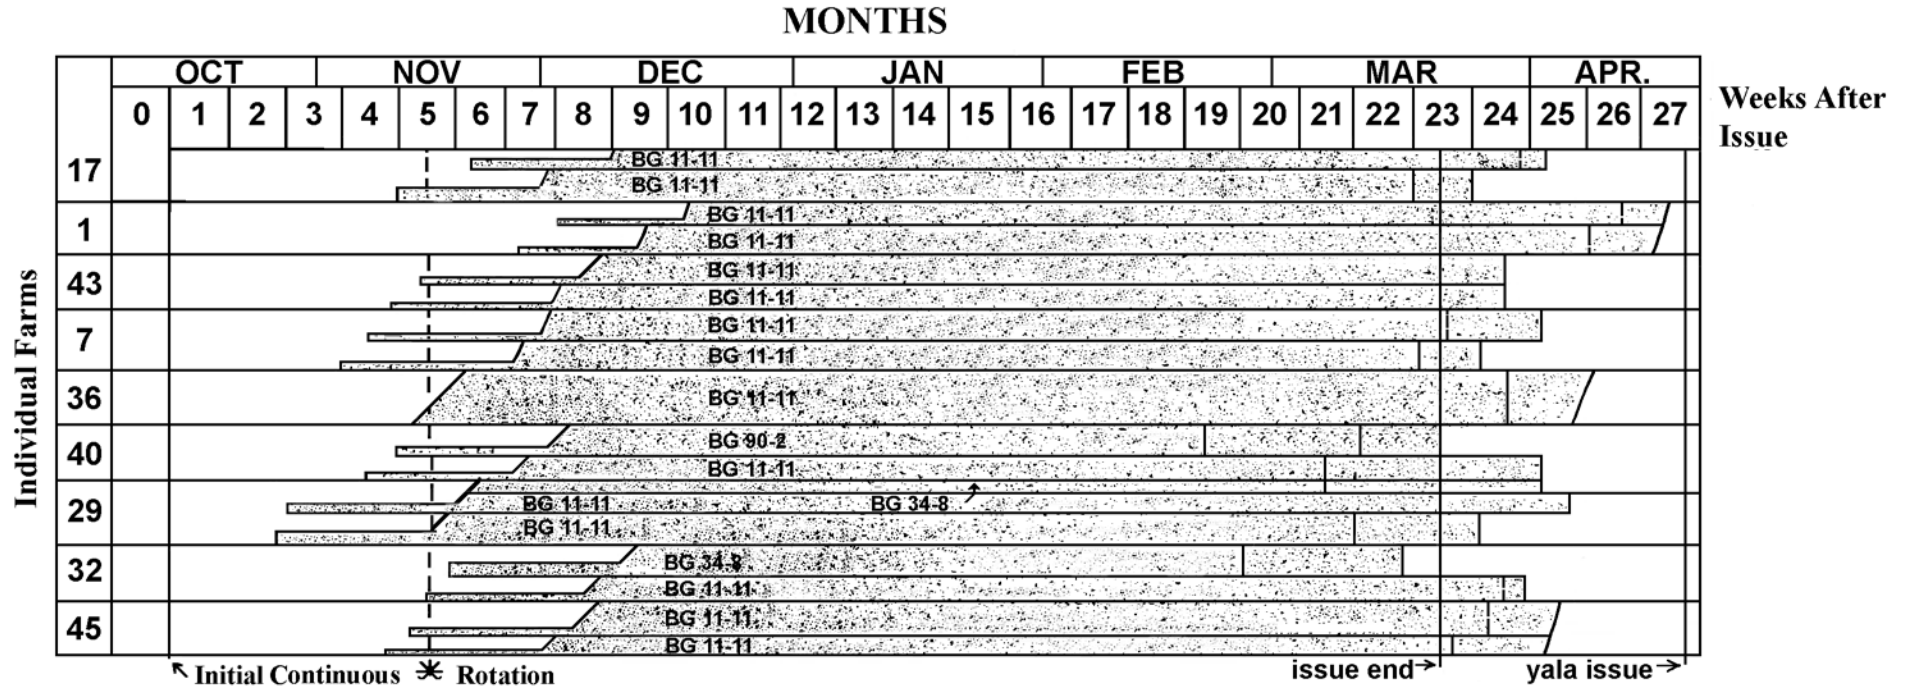 MONTHS
OCT NOV DEC JAN FEB MAR APR.
0 1 2 3 4 5 6 7 8 9 10 11 12 13 14 15 16 17 18 19 20 21 22 23 24 25 26 27
Weeks After
Issue
Individual Farms
17
BG 11-11
BG 11-11
1
BG 11-11
BG 11-11
43
BG 11-11
BG 11-11
7
BG 11-11
BG 11-11
36
BG 11-11
40
BG 90-2
BG 11-11
29
BG 11-11 BG 34-8
BG 11-11
32
BG 34-8
BG 11-11
45
BG 11-11
BG 11-11
Initial Continuous Rotation issue end yala issue